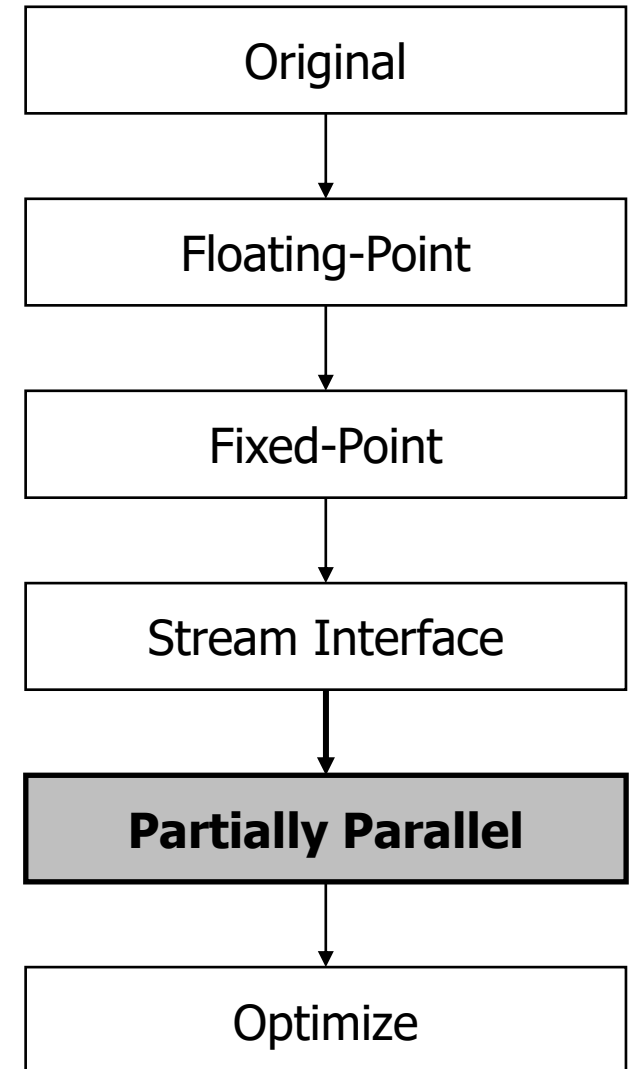 Original
Floating-Point
Fixed-Point
Stream Interface
Partially Parallel
Optimize